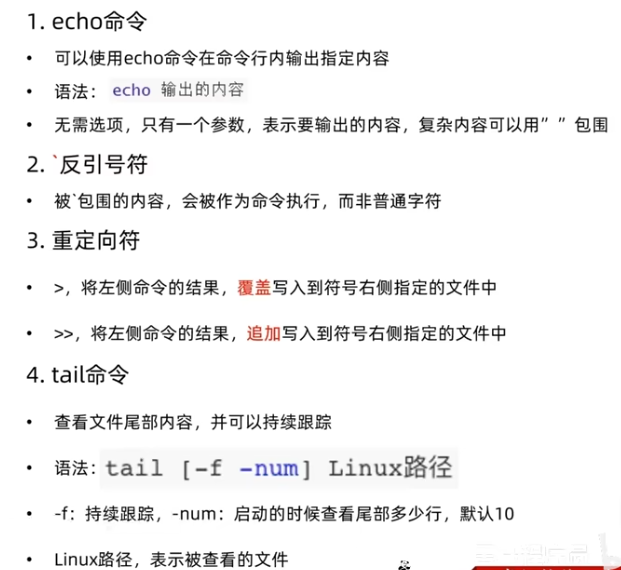 1. echo命令
• 可以使用echo命令在命令行内输出指定内容
• 语法： echo 输出的内容
• 无需选项，只有一个参数，表示要输出的内容，复杂内容可以用””包围
2. `反引号符
• 被`包围的内容，会被作为命令执行，而非普通字符
3. 重定向符
• >，将左侧命令的结果，覆盖写入到符号右侧指定的文件中
• >>，将左侧命令的结果，追加写入到符号右侧指定的文件中
4. tail命令
• 查看文件尾部内容，并可以持续跟踪
• 语法：tail [-f -num] Linux路径
• -f：持续跟踪，-num：启动的时候查看尾部多少行，默认10
• Linux路径，表示被查看的文件